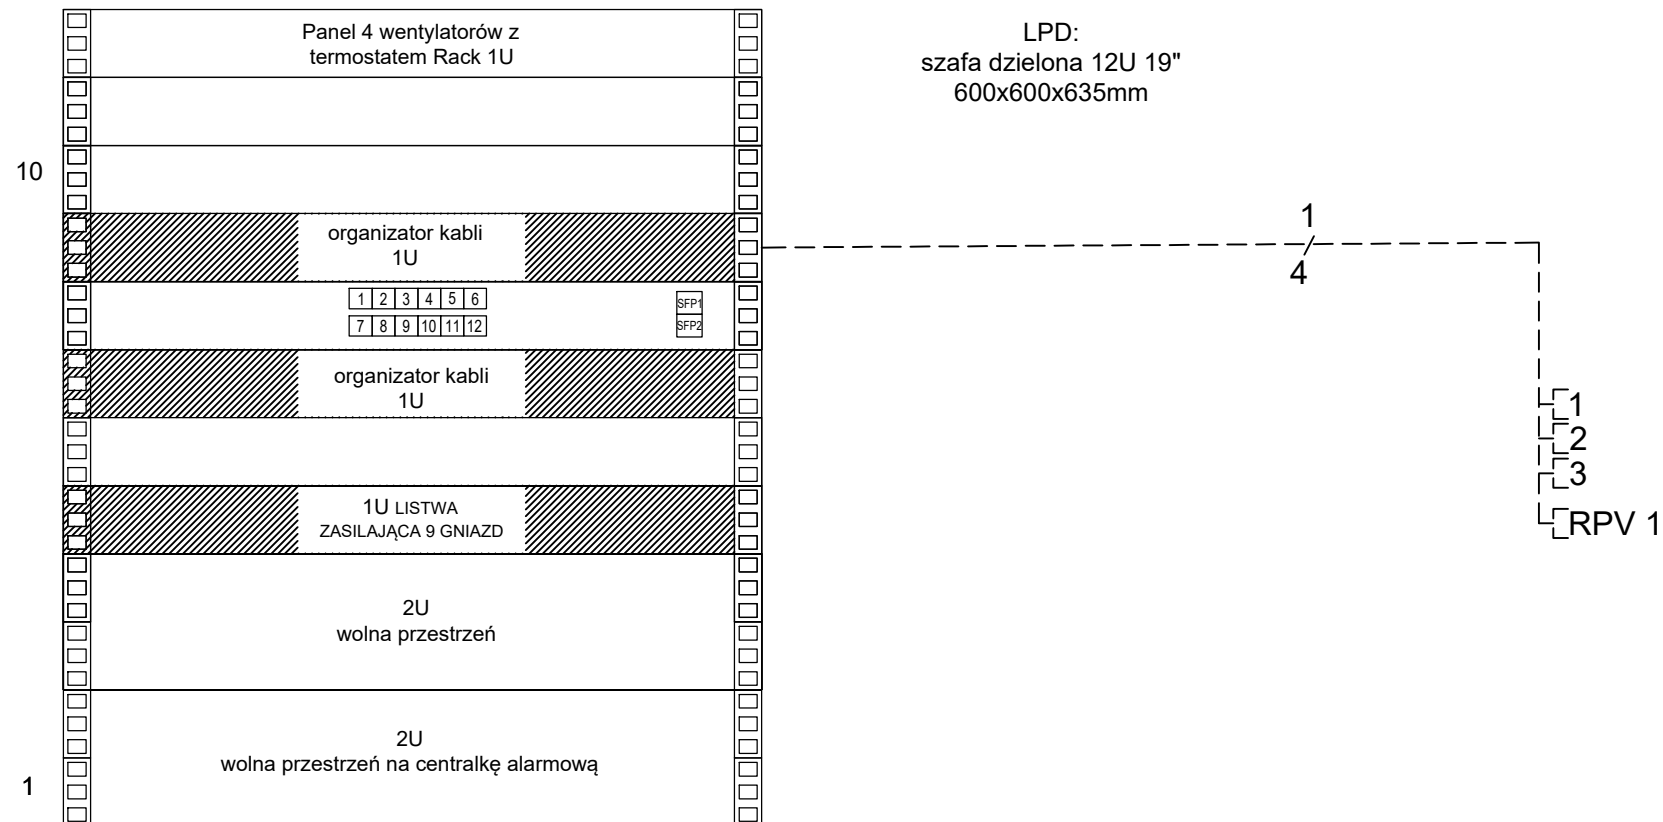 Panel 4 wentylatorów z
termostatem Rack 1U
LPD:
szafa dzielona 12U 19"
600x600x635mm
10
organizator kabli
1U
1
4
1 2 3 4 5 6
7 8 9 10 11 12
SFP1
SFP2
organizator kabli
1U
1
2
3
RPV 1
1U LISTWA
ZASILAJĄCA 9 GNIAZD
2U
wolna przestrzeń
2U
wolna przestrzeń na centralkę alarmową
1